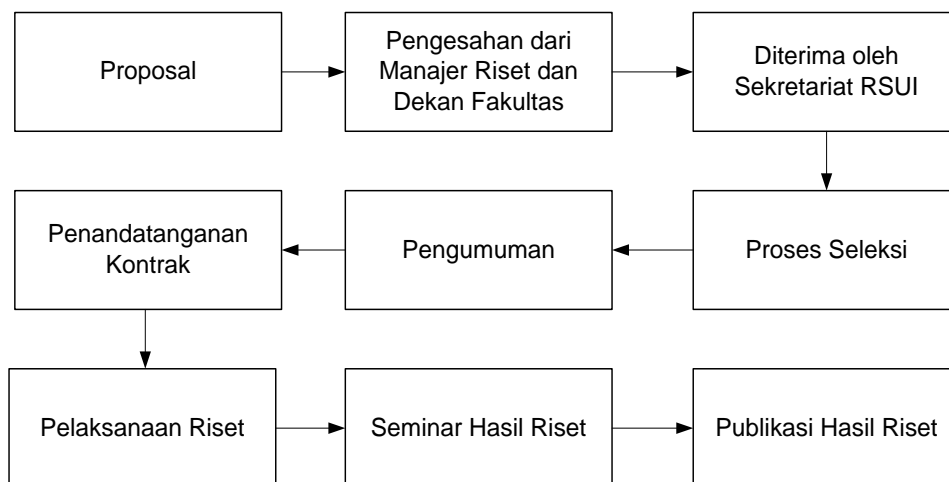 Proposal
Pengesahan dari
Manajer Riset dan
Dekan Fakultas
Diterima oleh
Sekretariat RSUI
Proses Seleksi
Pengumuman
Penandatanganan
Kontrak
Pelaksanaan Riset
Seminar Hasil Riset
Publikasi Hasil Riset